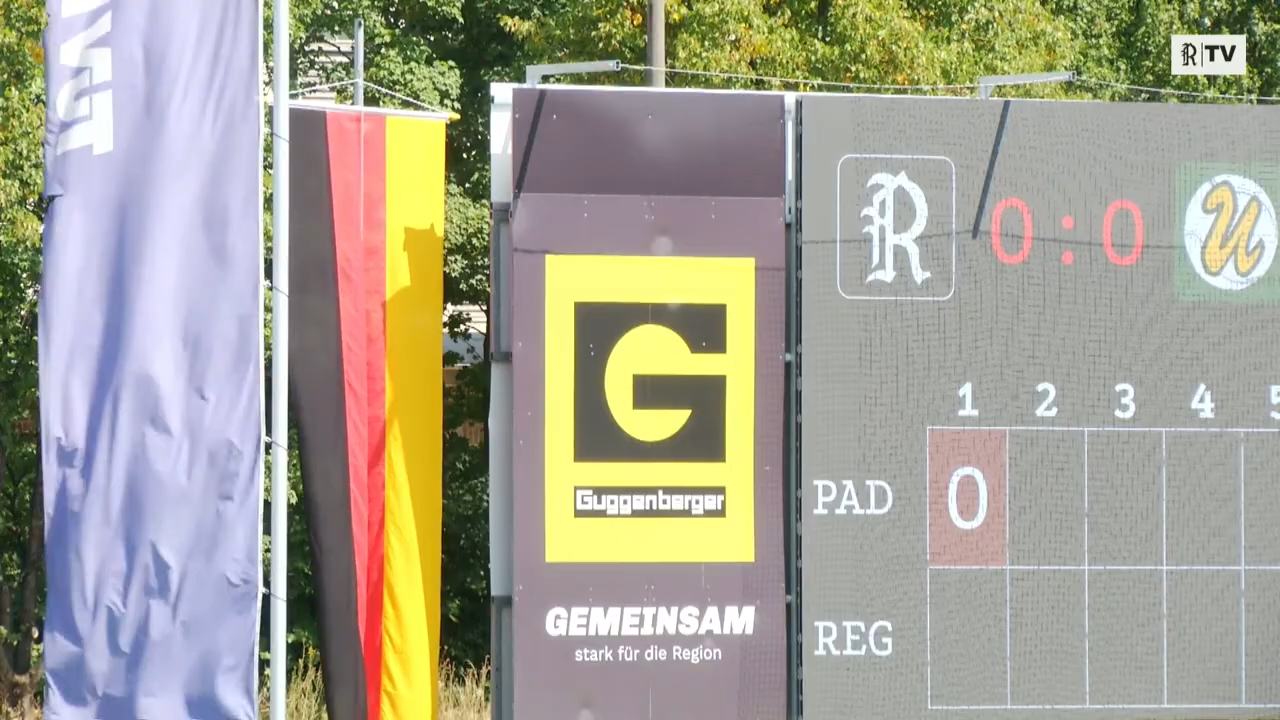 R TV
R 0 : 0 U
G
Guggenberger
GEMEINSAM
stark für die Region
1 2 3 4 5
PAD 0
REG